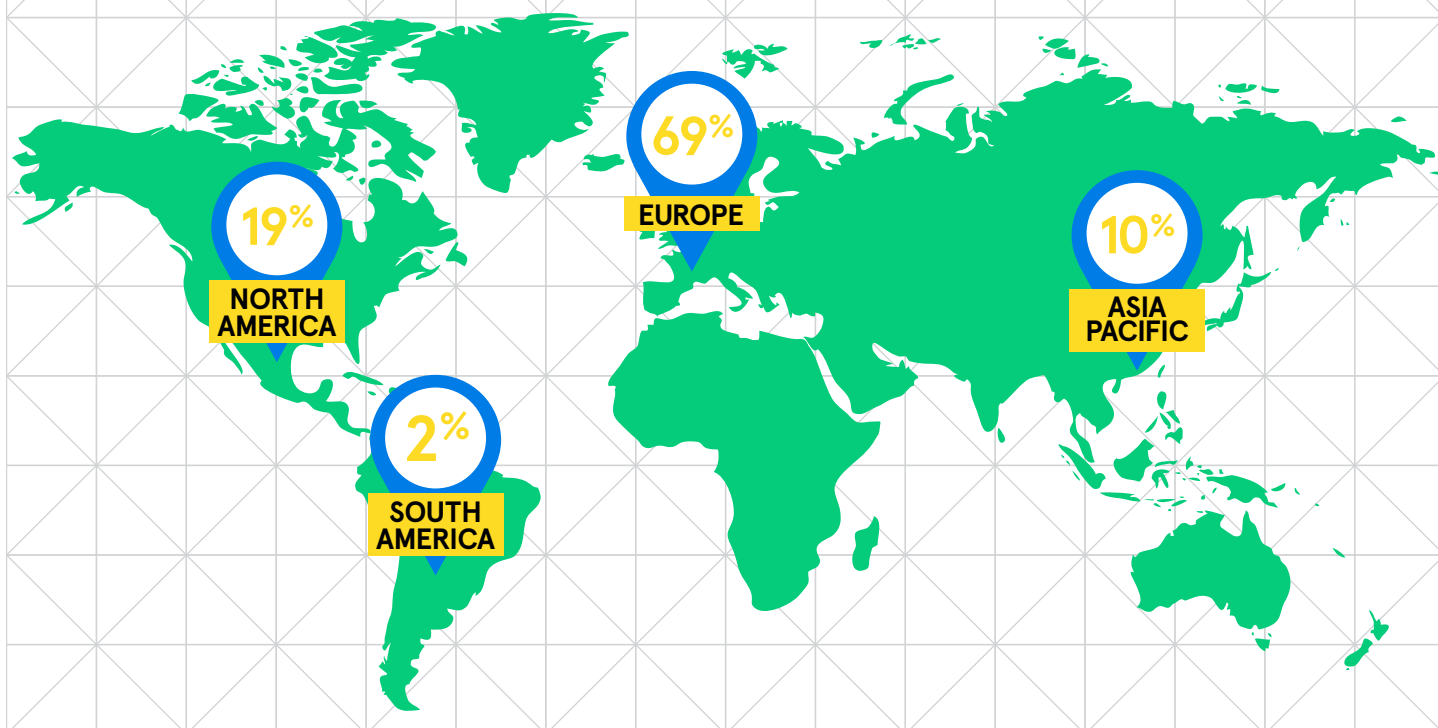 69%
EUROPE
19%
NORTH
AMERICA
10%
ASIA
PACIFIC
2%
SOUTH
AMERICA